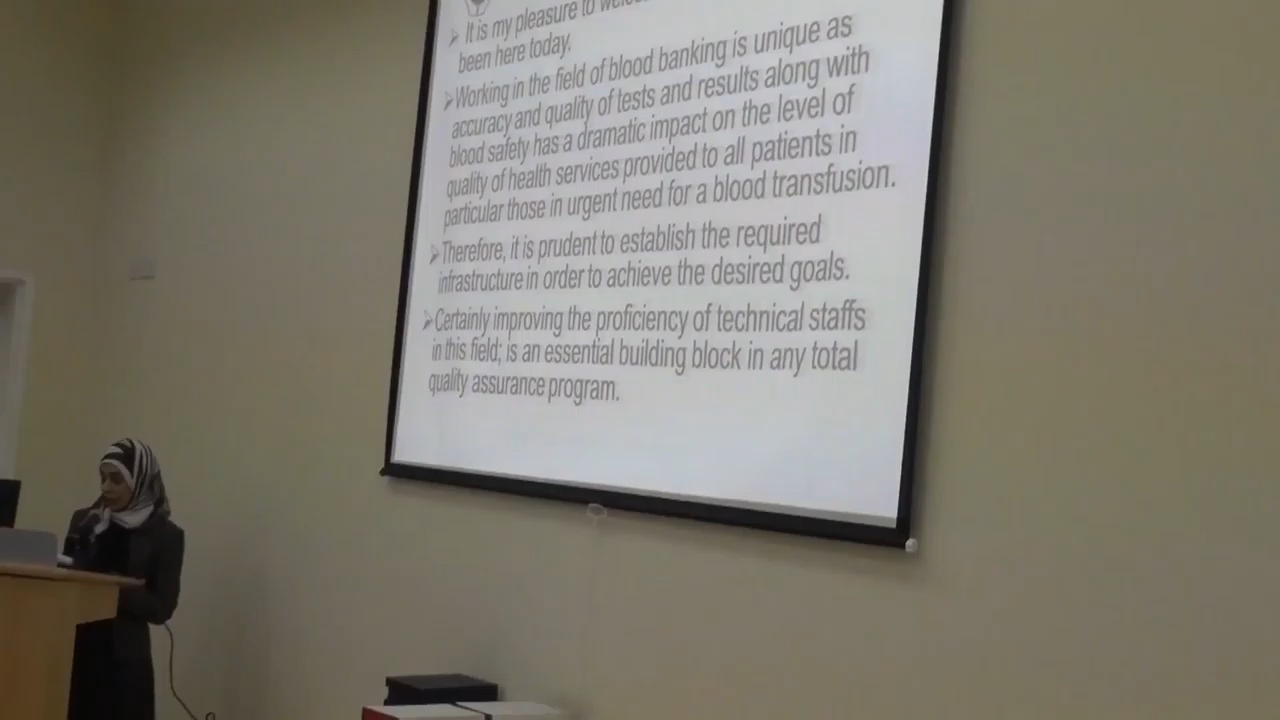 ➢ It is my pleasure to
been here today.
➢ Working in the field of blood banking is unique as
accuracy and quality of tests and results along with
blood safety has a dramatic impact on the level of
quality of health services provided to all patients in
particular those in urgent need for a blood transfusion.
➢ Therefore, it is prudent to establish the required
infrastructure in order to achieve the desired goals.
➢ Certainly improving the proficiency of technical staffs
in this field; is an essential building block in any total
quality assurance program.